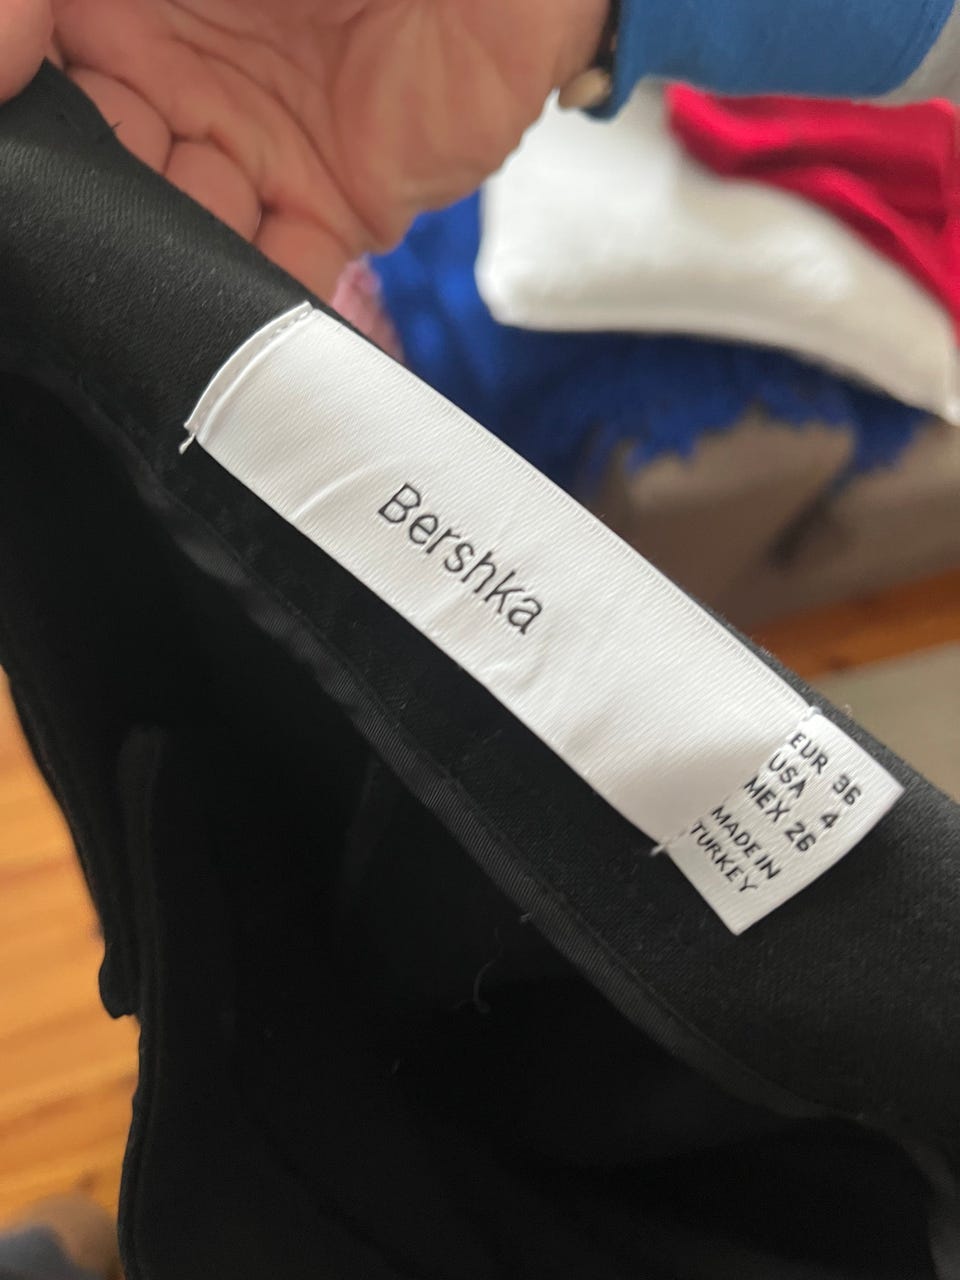 Bershka
EUR 36
USA 4
MEX 26
MADE IN
TURKEY